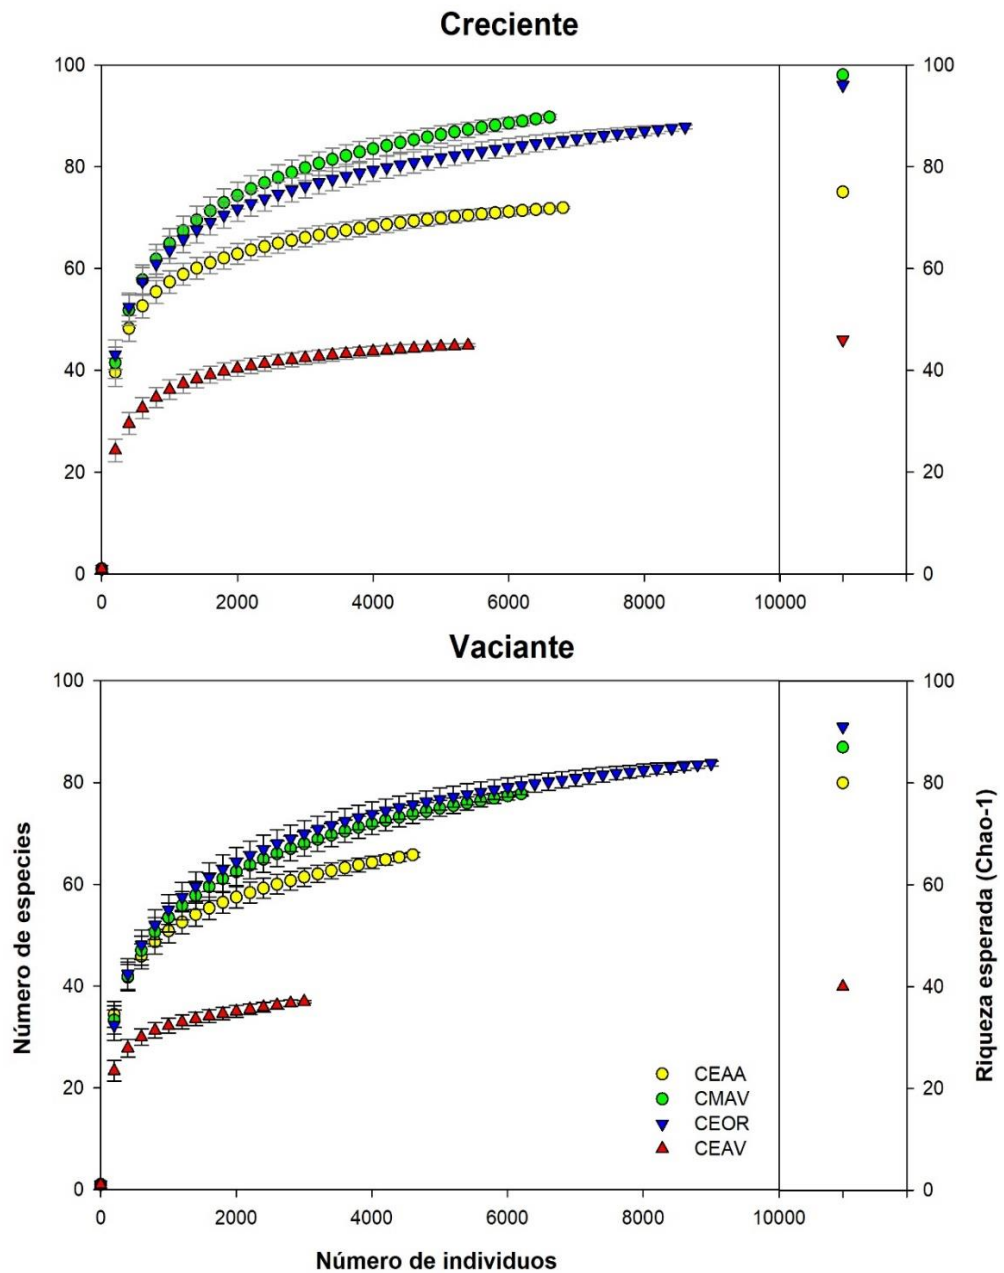 Creciente
100
80
60
40
20
0
100
80
60
40
20
0
0 2000 4000 6000 8000 10000
Vaciante
100
80
60
40
20
0
Número de especies
100
80
60
40
20
0
Riqueza esperada (Chao-1)
CEAA
CMAV
CEOR
CEAV
0 2000 4000 6000 8000 10000
Número de individuos